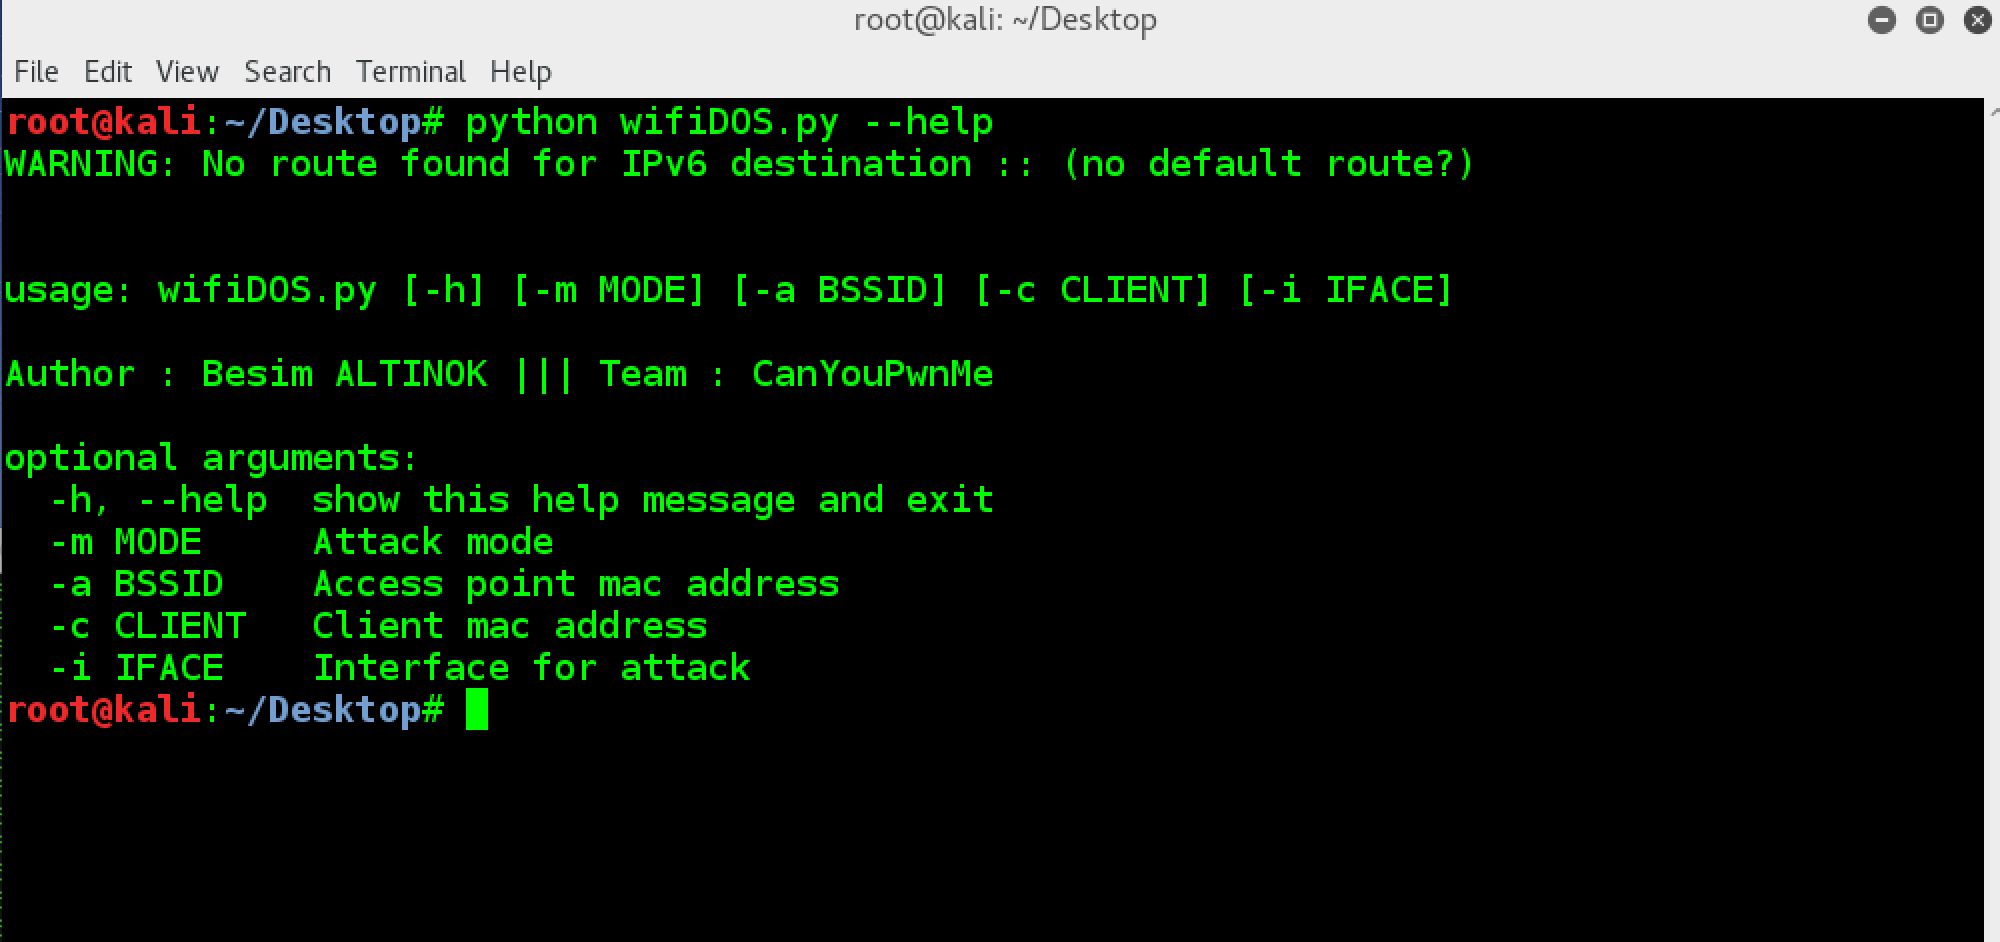 root@kali: ~/Desktop
File Edit View Search Terminal Help
root@kali:~/Desktop# python wifiDOS.py --help
WARNING: No route found for IPv6 destination :: (no default route?)
usage: wifiDOS.py [-h] [-m MODE] [-a BSSID] [-c CLIENT] [-i IFACE]
Author : Besim ALTINOK ||| Team : CanYouPwnMe
optional arguments:
-h, --help show this help message and exit
-m MODE Attack mode
-a BSSID Access point mac address
-c CLIENT Client mac address
-i IFACE Interface for attack
root@kali:~/Desktop#